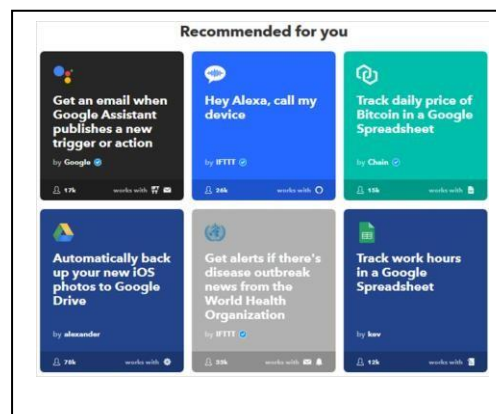 Recommended for you
Get an email when
Google Assistant
publishes a new
trigger or action
by Google
17k works with
Hey Alexa, call my
device
by IFTTT
26k works with
Track daily price of
Bitcoin in a Google
Spreadsheet
by Chain
15k works with
Automatically back
up your new iOS
photos to Google
Drive
by alexander
78k works with
Get alerts if there's
disease outbreak
news from the
World Health
Organization
by IFTTT
works with
Track work hours
in a Google
Spreadsheet
by kev
12k works with